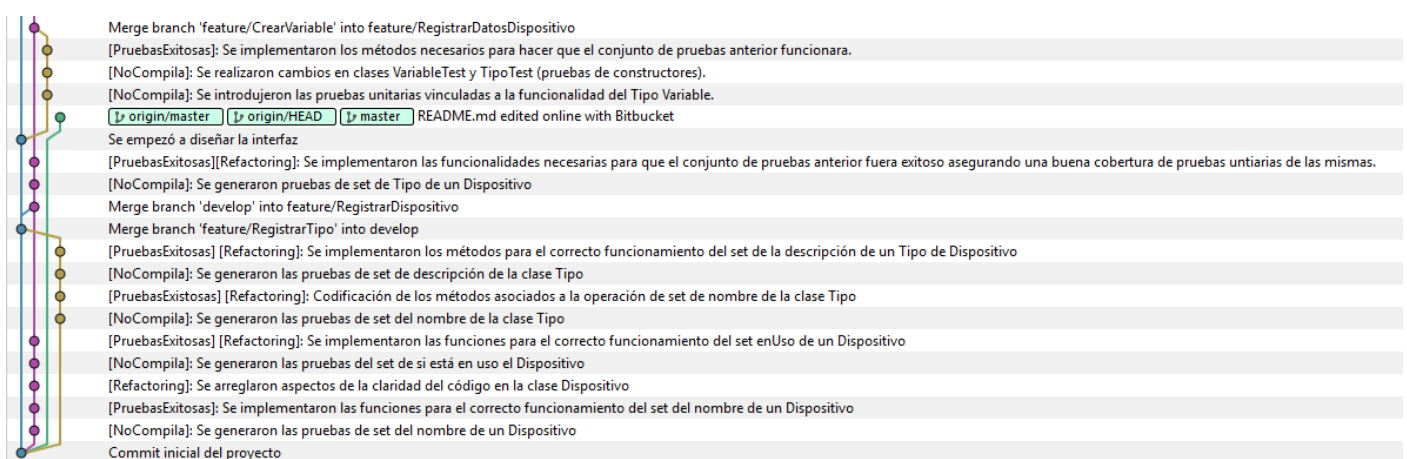 Merge branch 'feature/CrearVariable' into feature/RegistrarDatosDispositivo
[PruebasExitosas]: Se implementaron los métodos necesarios para hacer que el conjunto de pruebas anterior funcionara.
[NoCompila]: Se realizaron cambios en clases VariableTest y TipoTest (pruebas de constructores).
[NoCompila]: Se introdujeron las pruebas unitarias vinculadas a la funcionalidad del Tipo Variable.
origin/master origin/HEAD master README.md edited online with Bitbucket
Se empezó a diseñar la interfaz
[PruebasExitosas][Refactoring]: Se implementaron las funcionalidades necesarias para que el conjunto de pruebas anterior fuera exitoso asegurando una buena cobertura de pruebas untiarias de las mismas.
[NoCompila]: Se generaron pruebas de set de Tipo de un Dispositivo
Merge branch 'develop' into feature/RegistrarDispositivo
Merge branch 'feature/RegistrarTipo' into develop
[PruebasExitosas] [Refactoring]: Se implementaron los métodos para el correcto funcionamiento del set de la descripción de un Tipo de Dispositivo
[NoCompila]: Se generaron las pruebas de set de descripción de la clase Tipo
[PruebasExistosas] [Refactoring]: Codificación de los métodos asociados a la operación de set de nombre de la clase Tipo
[NoCompila]: Se generaron las pruebas de set del nombre de la clase Tipo
[PruebasExitosas] [Refactoring]: Se implementaron las funciones para el correcto funcionamiento del set enUso de un Dispositivo
[NoCompila]: Se generaron las pruebas del set de si está en uso el Dispositivo
[Refactoring]: Se arreglaron aspectos de la claridad del código en la clase Dispositivo
[PruebasExitosas]: Se implementaron las funciones para el correcto funcionamiento del set del nombre de un Dispositivo
[NoCompila]: Se generaron las pruebas de set del nombre de un Dispositivo
Commit inicial del proyecto